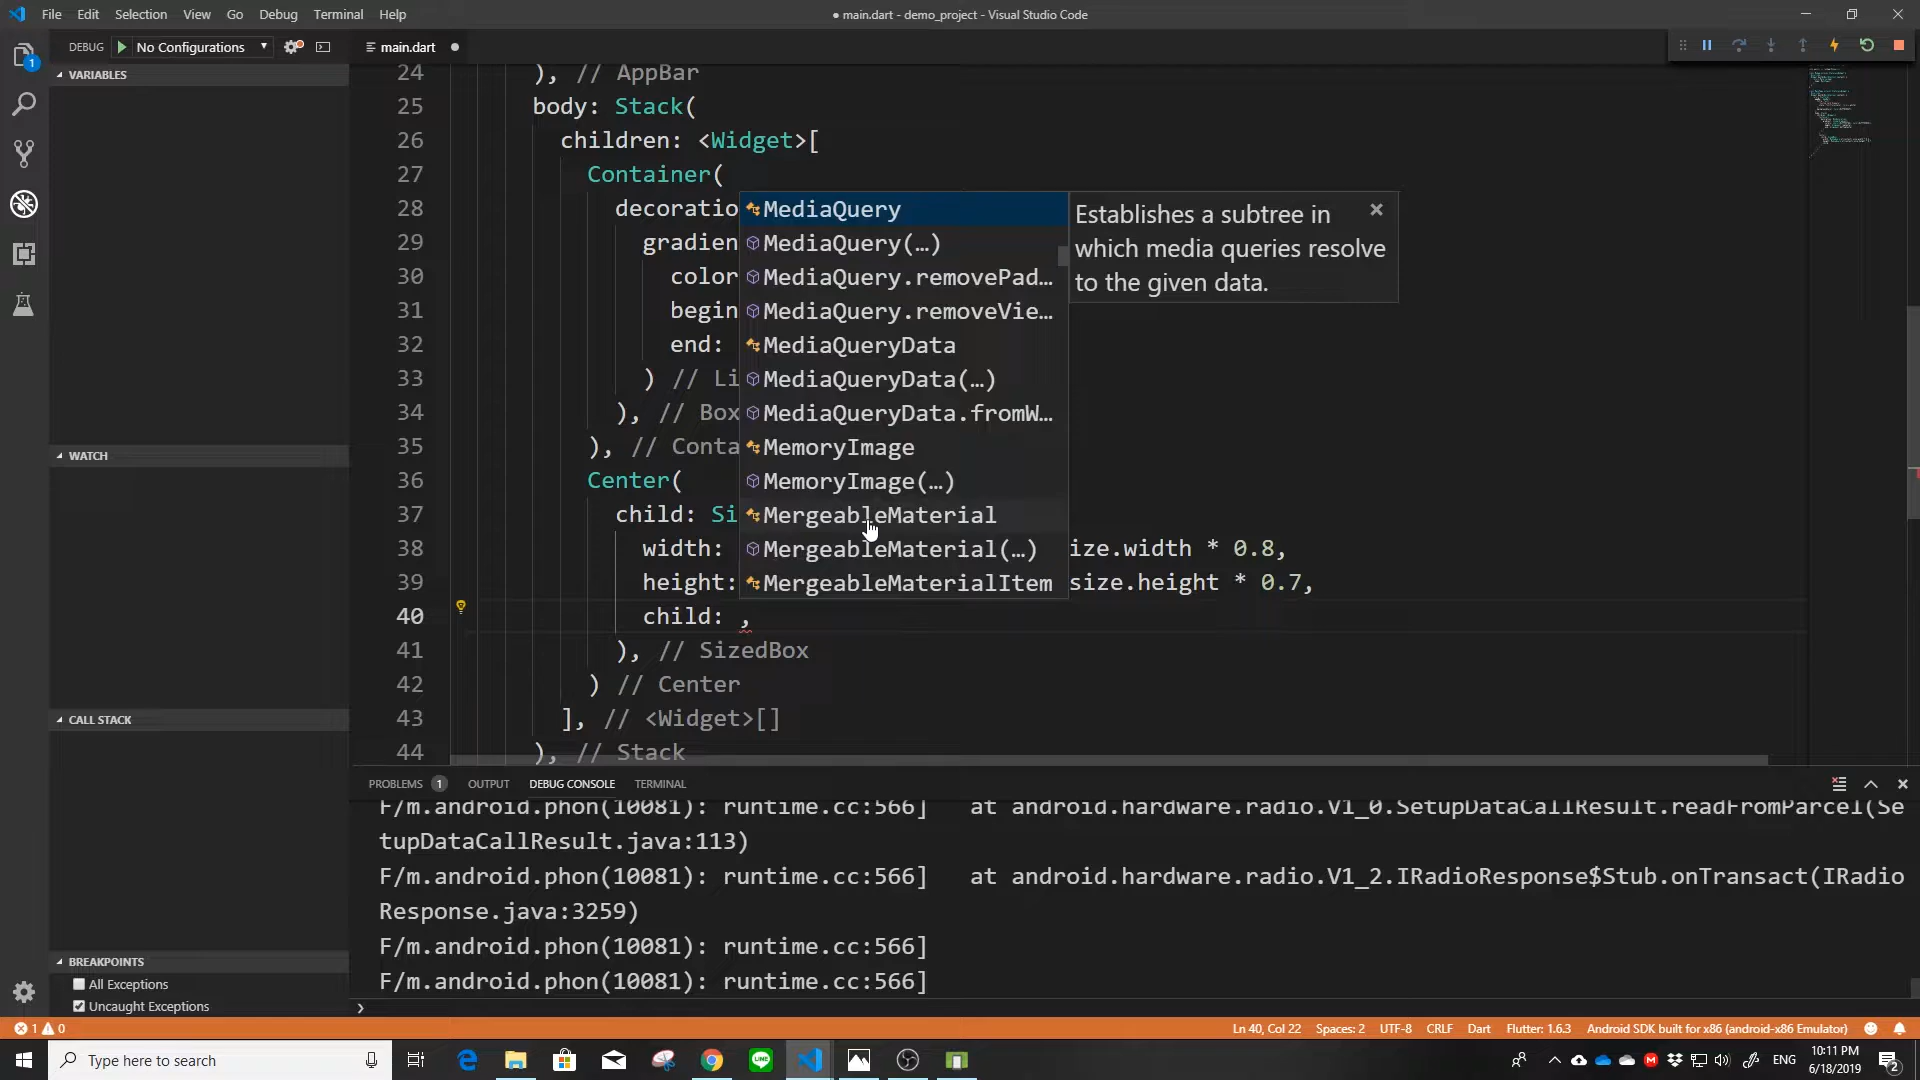 File Edit Selection View Go Debug Terminal Help
● main.dart - demo_project - Visual Studio Code
DEBUG No Configurations
main.dart
VARIABLES
WATCH
CALL STACK
BREAKPOINTS
All Exceptions
Uncaught Exceptions
24 ), // AppBar
25 body: Stack(
26 children: <Widget>[
27 Container(
28 decoratio
29 gradien
30 color
31 begin
32 end:
33 ) // Li
34 ), // Box
35 ), // Conta
36 Center(
37 child: Si
38 width: ize.width * 0.8,
39 height: size.height * 0.7,
40 child: ,
41 ), // SizedBox
42 ) // Center
43 ], // <Widget>[]
44 ), // Stack
MediaQuery
MediaQuery(…)
MediaQuery.removePad…
MediaQuery.removeVie…
MediaQueryData
MediaQueryData(…)
MediaQueryData.fromW…
MemoryImage
MemoryImage(…)
MergeableMaterial
MergeableMaterial(…)
MergeableMaterialItem
Establishes a subtree in
which media queries resolve
to the given data.
PROBLEMS 1 OUTPUT DEBUG CONSOLE TERMINAL
F/m.android.phon(10081): runtime.cc:566] at android.hardware.radio.V1_0.SetupDataCallResult.readFromParcel(Se
tupDataCallResult.java:113)
F/m.android.phon(10081): runtime.cc:566] at android.hardware.radio.V1_2.IRadioResponse$Stub.onTransact(IRadio
Response.java:3259)
F/m.android.phon(10081): runtime.cc:566]
F/m.android.phon(10081): runtime.cc:566]
1 0
Ln 40, Col 22 Spaces: 2 UTF-8 CRLF Dart Flutter: 1.6.3 Android SDK built for x86 (android-x86 Emulator)
Type here to search
ENG
10:11 PM
6/18/2019
2